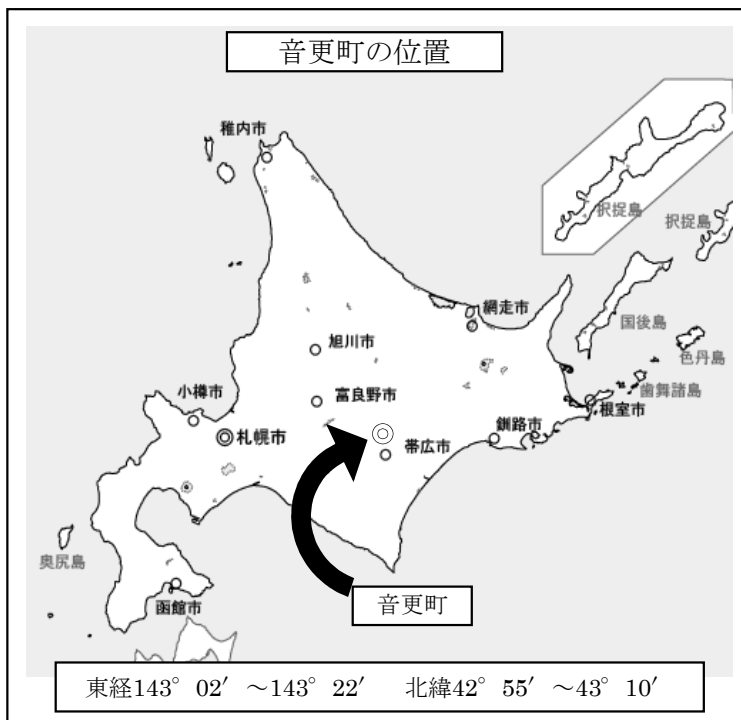 音更町の位置
稚内市
択捉島
択捉島
網走市
国後島
旭川市
色丹島
小樽市
富良野市
歯舞諸島
根室市
釧路市
札幌市
帯広市
奥尻島
音更町
函館市
東経143° 02′ ～143° 22′ 北緯42° 55′ ～43° 10′